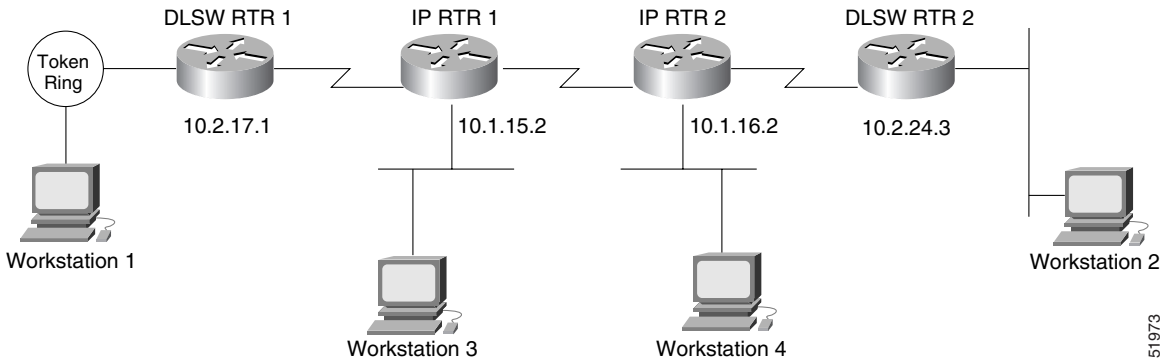 DLSW RTR 1
IP RTR 1
IP RTR 2
DLSW RTR 2
Token
Ring
10.2.17.1
10.1.15.2
10.1.16.2
10.2.24.3
Workstation 1
Workstation 2
Workstation 3
Workstation 4
51973